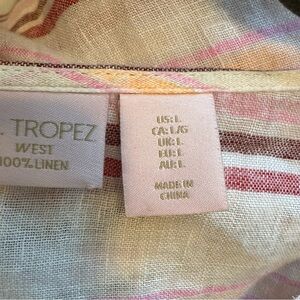 . TROPEZ
WEST
100% LINEN
US: L
CA: L/G
UK: L
EU: L
AU: L
MADE IN
CHINA